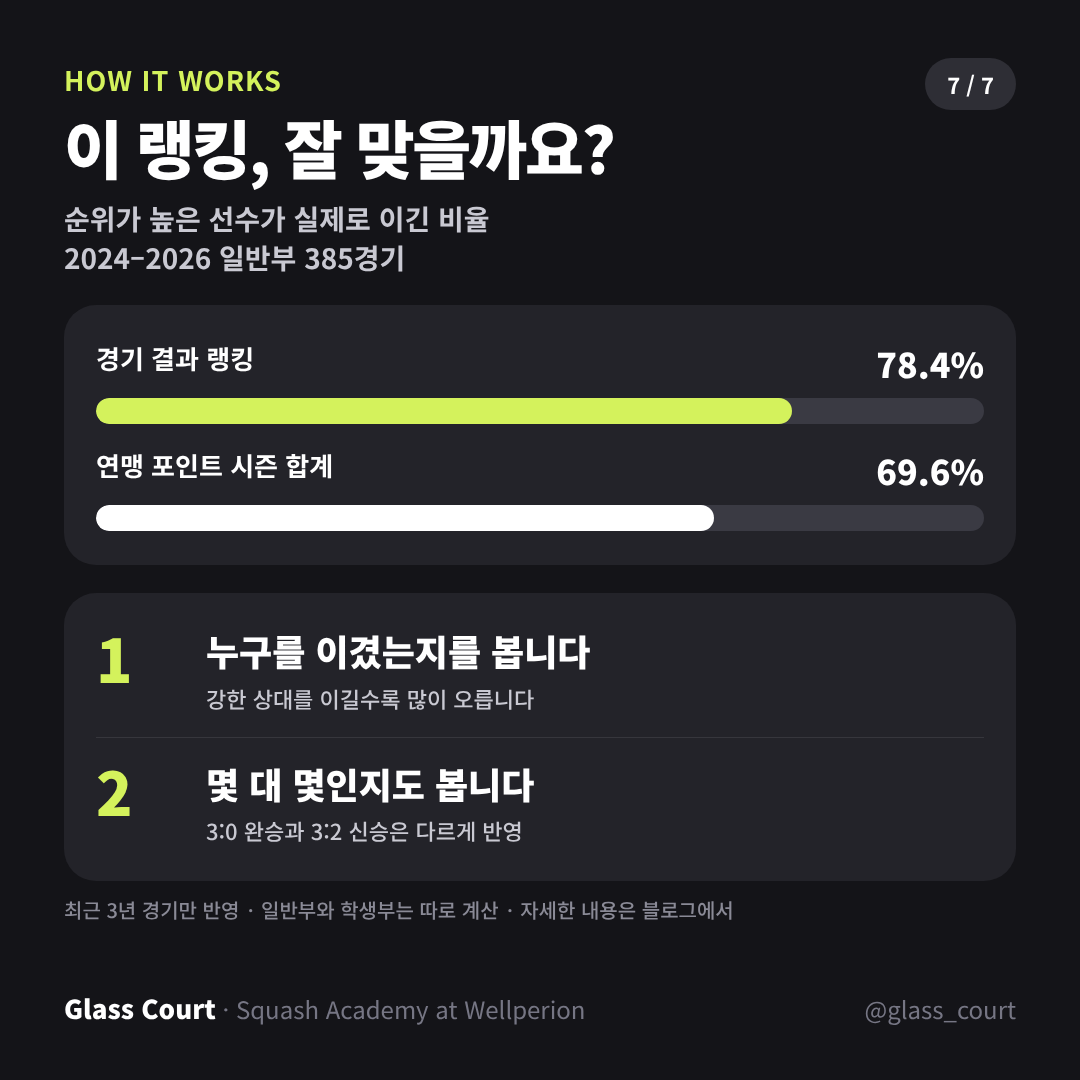 HOW IT WORKS
7 / 7
이 랭킹, 잘 맞을까요?
순위가 높은 선수가 실제로 이긴 비율
2024–2026 일반부 385경기
경기 결과 랭킹
78.4%
연맹 포인트 시즌 합계
69.6%
1
누구를 이겼는지를 봅니다
강한 상대를 이길수록 많이 오릅니다
2
몇 대 몇인지도 봅니다
3:0 완승과 3:2 신승은 다르게 반영
최근 3년 경기만 반영 · 일반부와 학생부는 따로 계산 · 자세한 내용은 블로그에서
Glass Court · Squash Academy at Wellperion
@glass_court